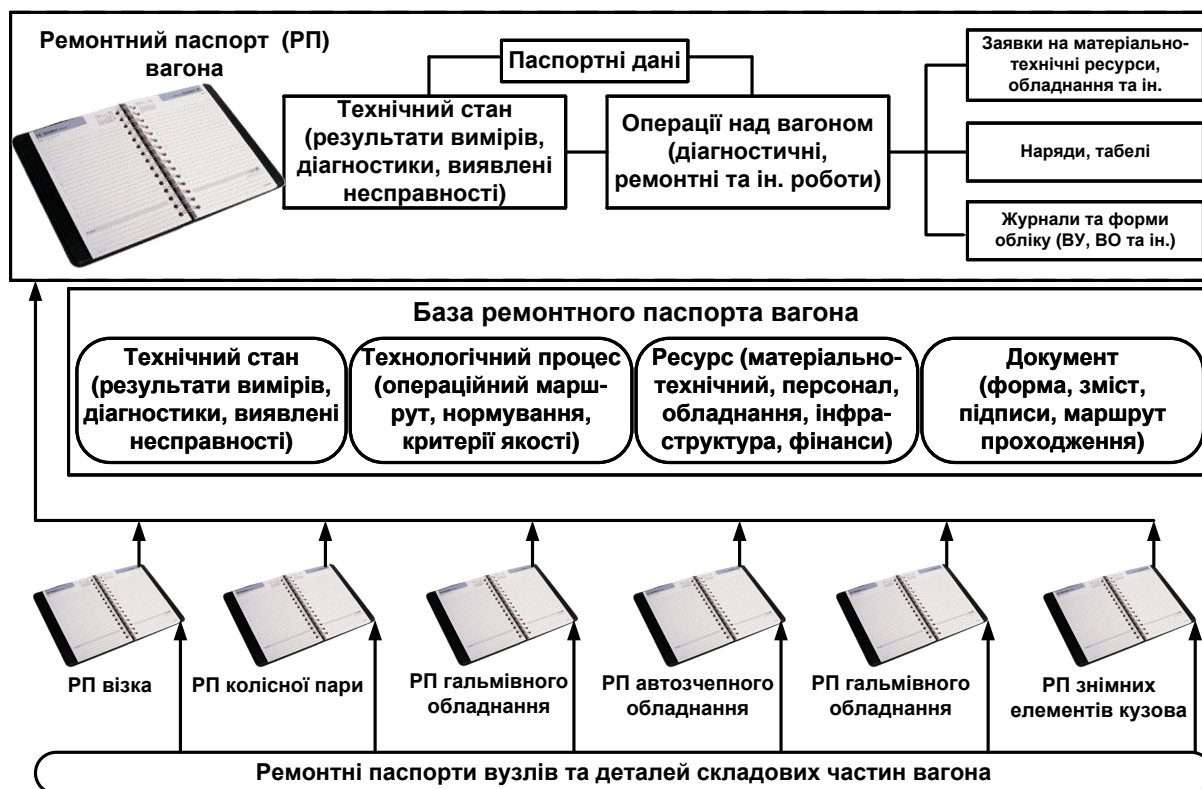 Ремонтний паспорт (РП)
вагона
Паспортні дані
Технічний стан
(результати вимірів,
діагностики, виявлені
несправності)
Операції над вагоном
(діагностичні,
ремонтні та ін. роботи)
Заявки на матеріально-
технічні ресурси,
обладнання та ін.
Наряди, табелі
Журнали та форми
обліку (ВУ, ВО та ін.)
База ремонтного паспорта вагона
Технічний стан
(результати вимірів,
діагностики, виявлені
несправності)
Технологічний процес
(операційний марш-
рут, нормування,
критерії якості)
Ресурс (матеріально-
технічний, персонал,
обладнання, інфра-
структура, фінанси)
Документ
(форма, зміст,
підписи, маршрут
проходження)
РП візка
РП колісної пари
РП гальмівного
обладнання
РП автозчепного
обладнання
РП гальмівного
обладнання
РП знімних
елементів кузова
Ремонтні паспорти вузлів та деталей складових частин вагона